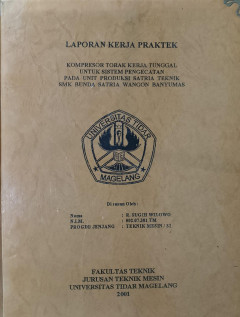 LAPORAN KERJA PRAKTEK
KOMPRESOR TORAK KERJA TUNGGAL
UNTUK SISTEM PENGECATAN
PADA UNIT PRODUKSI SATRIA TEKNIK
SMK BENDA SATRIA WANGON BANYUMAS
UNIVERSITAS TIDAR
MAGELANG
Disusun Oleh:
Nama :
N.I.M. :
PROGDI/JENJANG : TEKNIK MESIN / S1
FAKULTAS TEKNIK
JURUSAN TEKNIK MESIN
UNIVERSITAS TIDAR MAGELANG
2001